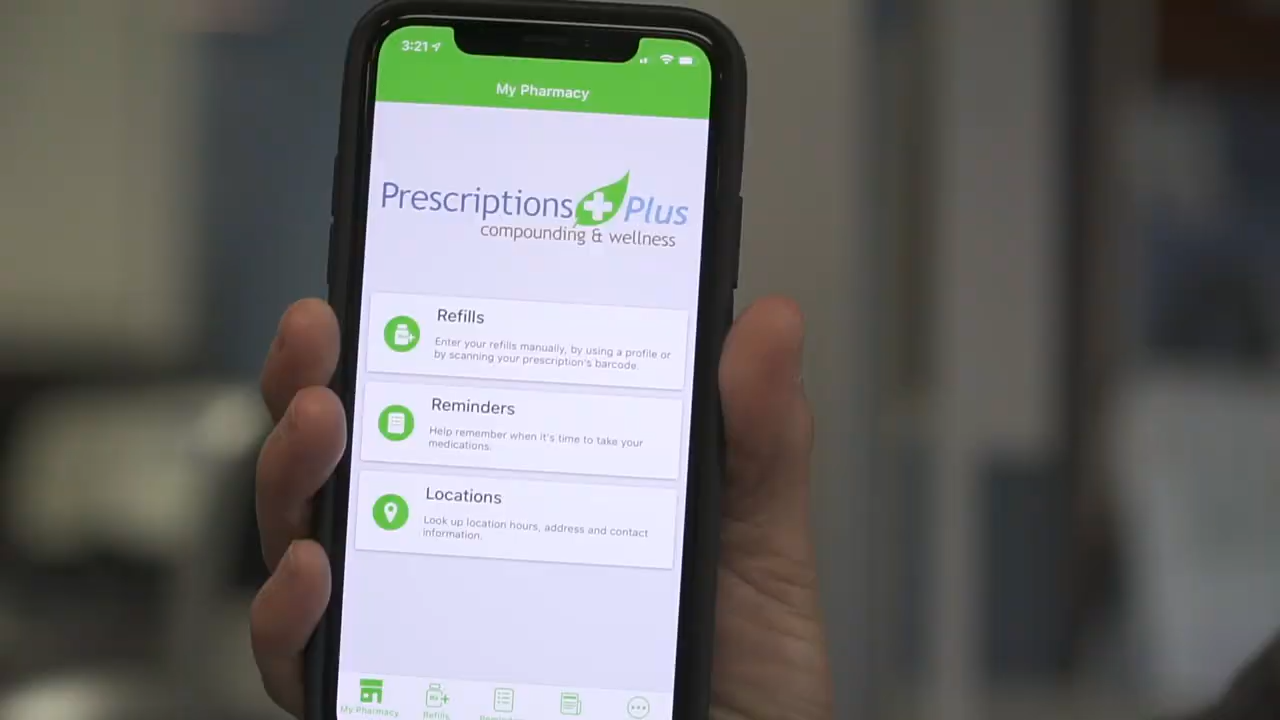 3:21
My Pharmacy
Prescriptions Plus
compounding & wellness
Refills
Enter your refills manually, by using a profile or
by scanning your prescription's barcode.
Reminders
Help remember when it's time to take your
medications.
Locations
Look up location hours, address and contact
information.
My Pharmacy
Refills